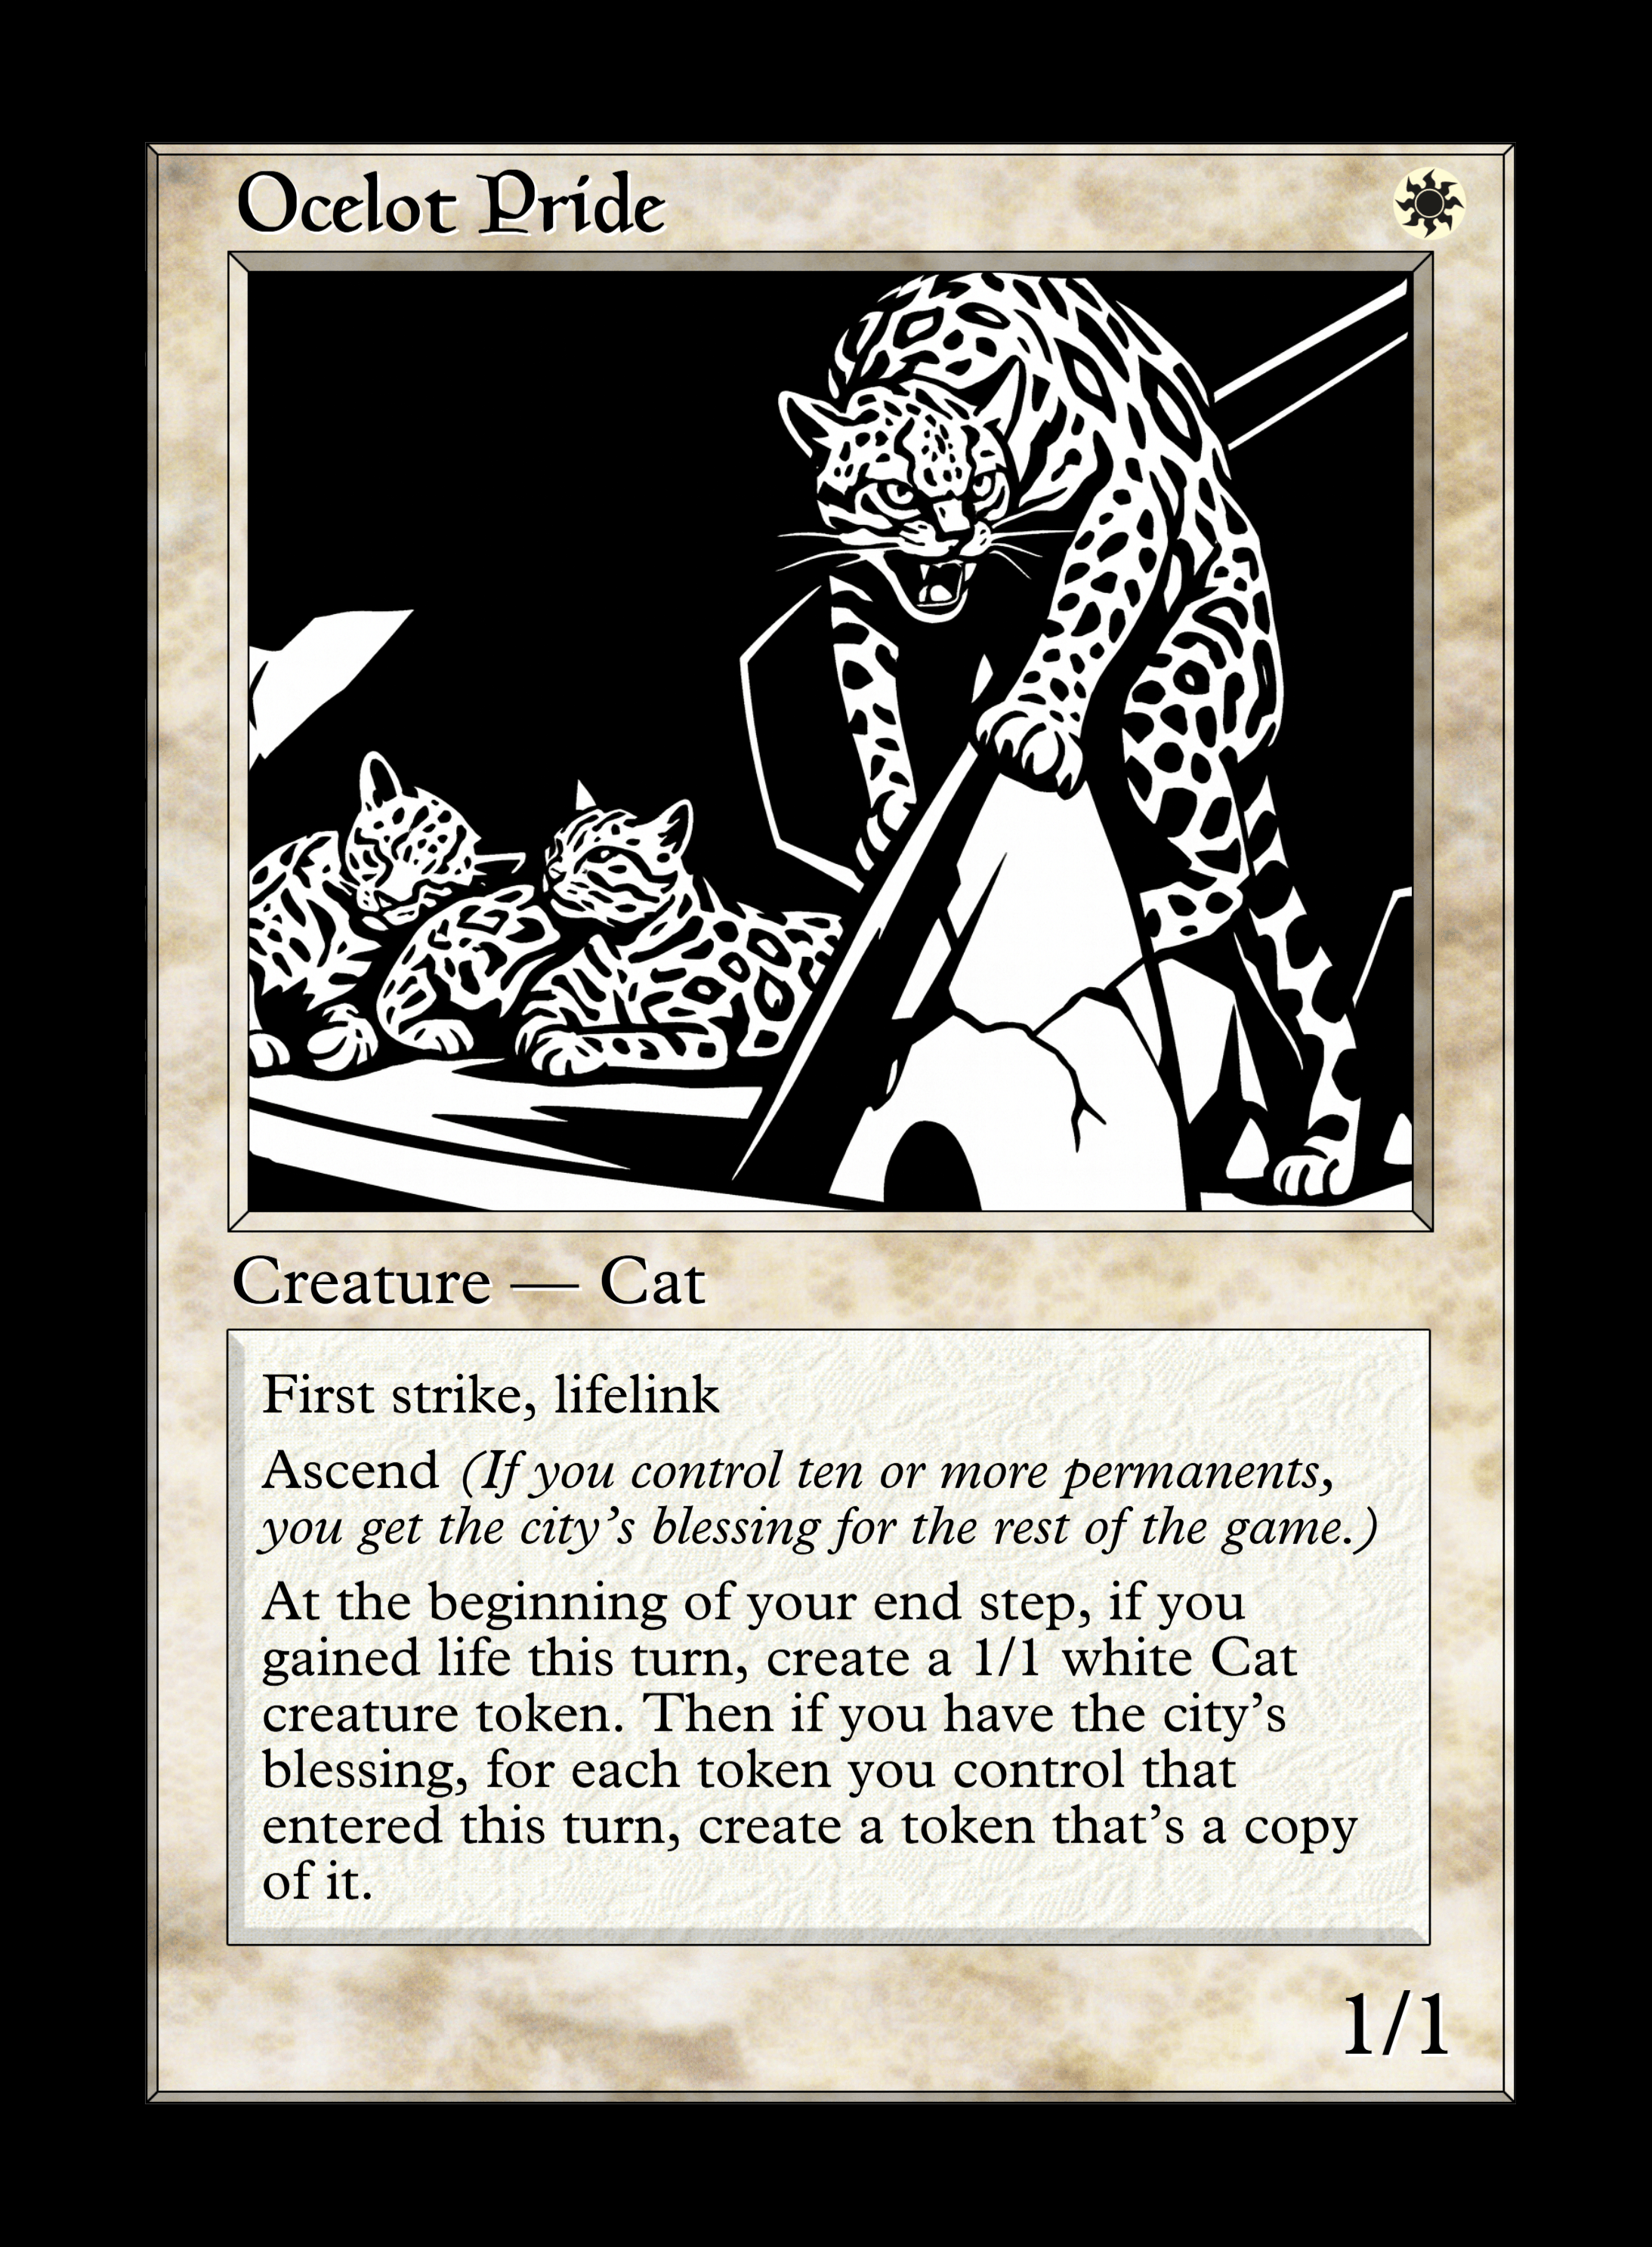 Ocelot Pride
Creature — Cat
First strike, lifelink
Ascend (If you control ten or more permanents,
you get the city’s blessing for the rest of the game.)
At the beginning of your end step, if you
gained life this turn, create a 1/1 white Cat
creature token. Then if you have the city’s
blessing, for each token you control that
entered this turn, create a token that’s a copy
of it.
1/1